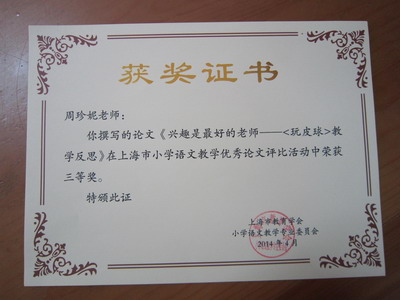 获奖证书
周珍妮老师：
你撰写的论文《兴趣是最好的老师——<玩皮球>教
学反思》在上海市小学语文教学优秀论文评比活动中荣获
三等奖。
特颁此证
上海市教育学会
小学语文教学专业委员会
2014年4月